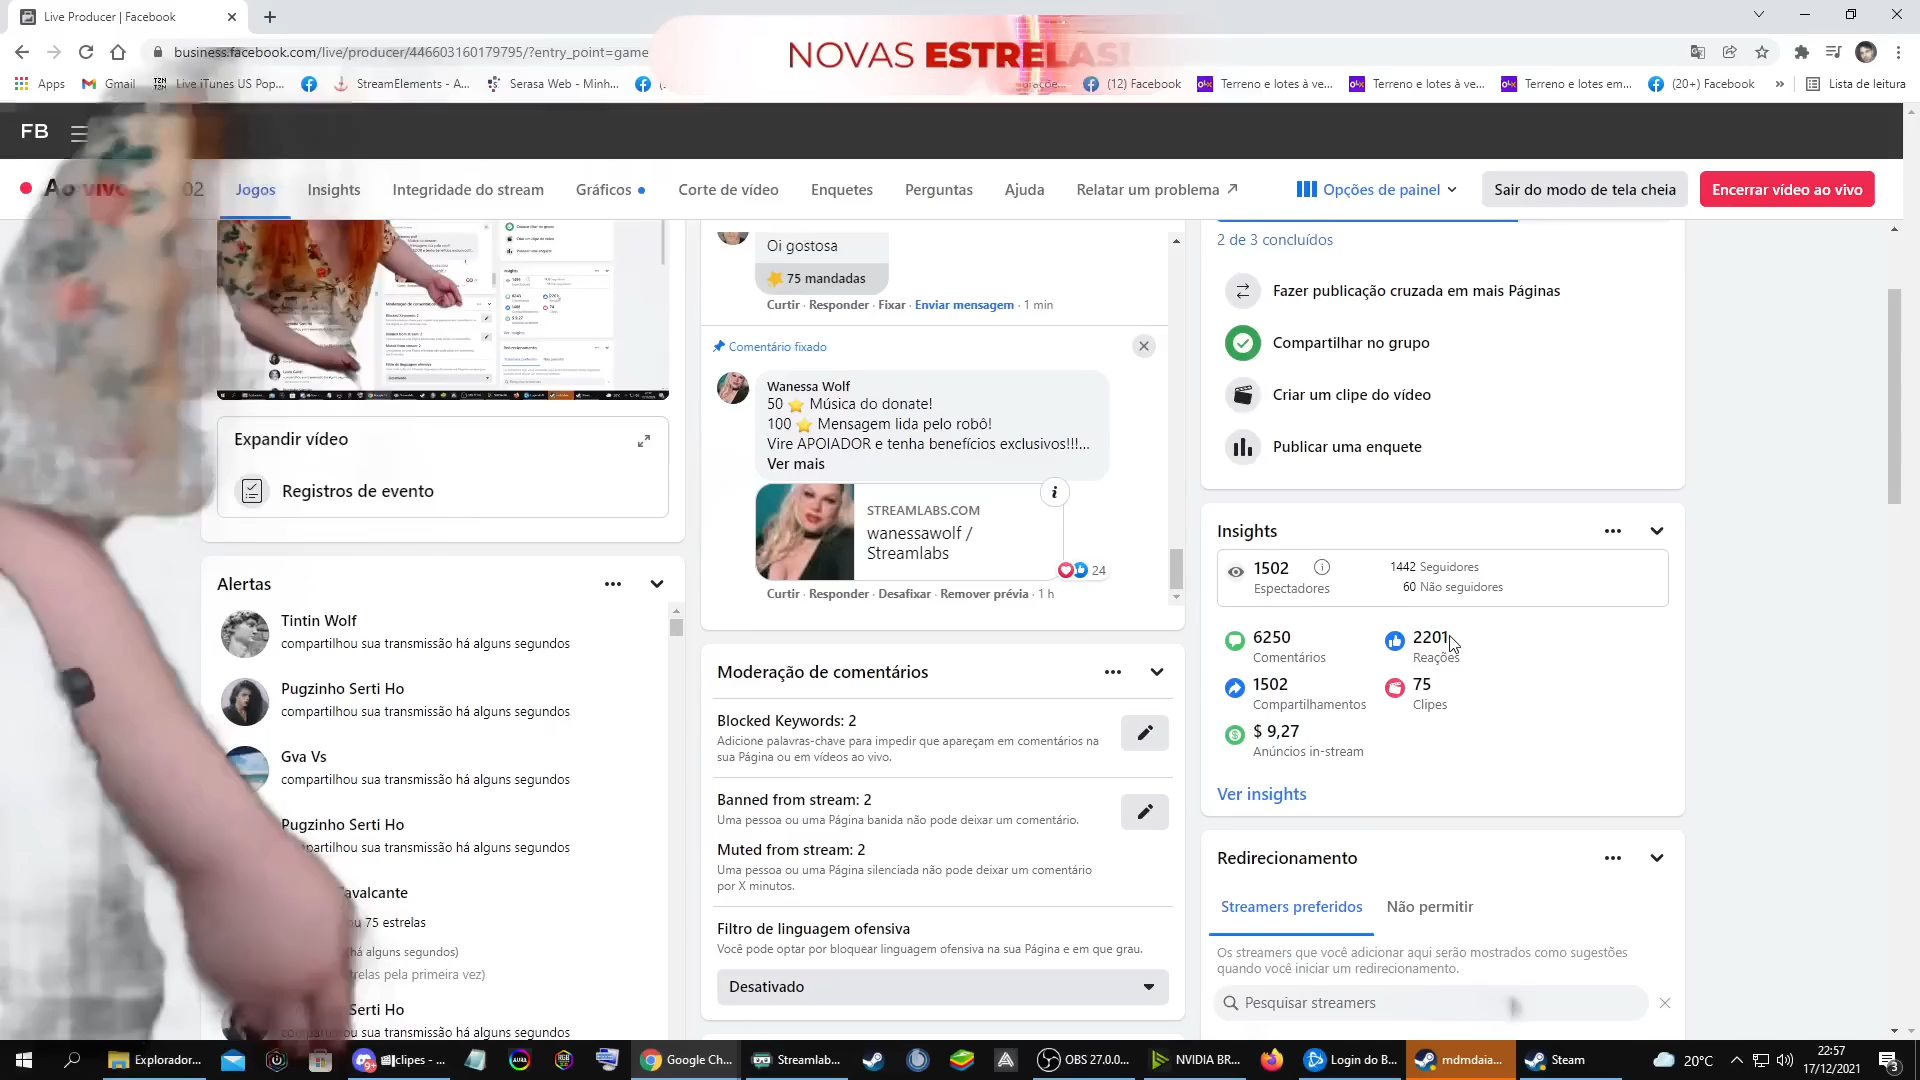 Live Producer | Facebook
business.facebook.com/live/producer/446603160179795/?entry_point=game
NOVAS ESTRELAS!
Apps
Gmail
Live iTunes US Pop...
StreamElements - A...
Serasa Web - Minh...
(12) Facebook
Terreno e lotes à ve...
Terreno e lotes à ve...
Terreno e lotes em...
(20+) Facebook
Lista de leitura
FB
Ao vivo
02
Jogos
Insights
Integridade do stream
Gráficos
Corte de vídeo
Enquetes
Perguntas
Ajuda
Relatar um problema
Opções de painel
Sair do modo de tela cheia
Encerrar vídeo ao vivo
Expandir vídeo
Registros de evento
Alertas
Tintin Wolf
compartilhou sua transmissão há alguns segundos
Pugzinho Serti Ho
compartilhou sua transmissão há alguns segundos
Gva Vs
compartilhou sua transmissão há alguns segundos
Pugzinho Serti Ho
compartilhou sua transmissão há alguns segundos
avalcante
ou 75 estrelas
(há alguns segundos)
trelas pela primeira vez)
Serti Ho
compartilhou sua transmissão há alguns segundos
Oi gostosa
75 mandadas
Curtir · Responder · Fixar · Enviar mensagem · 1 min
Comentário fixado
Wanessa Wolf
50 ⭐ Música do donate!
100 ⭐ Mensagem lida pelo robô!
Vire APOIADOR e tenha benefícios exclusivos!!!...
Ver mais
STREAMLABS.COM
wanessawolf /
Streamlabs
24
Curtir · Responder · Desafixar · Remover prévia · 1 h
Moderação de comentários
Blocked Keywords: 2
Adicione palavras-chave para impedir que apareçam em comentários na
sua Página ou em vídeos ao vivo.
Banned from stream: 2
Uma pessoa ou uma Página banida não pode deixar um comentário.
Muted from stream: 2
Uma pessoa ou uma Página silenciada não pode deixar um comentário
por X minutos.
Filtro de linguagem ofensiva
Você pode optar por bloquear linguagem ofensiva na sua Página e em que grau.
Desativado
2 de 3 concluídos
Fazer publicação cruzada em mais Páginas
Compartilhar no grupo
Criar um clipe do vídeo
Publicar uma enquete
Insights
1502
Espectadores
1442 Seguidores
60 Não seguidores
6250
Comentários
2201
Reações
1502
Compartilhamentos
75
Clipes
$ 9,27
Anúncios in-stream
Ver insights
Redirecionamento
Streamers preferidos
Não permitir
Os streamers que você adicionar aqui serão mostrados como sugestões
quando você iniciar um redirecionamento.
Pesquisar streamers
Explorador...
clipes - ...
Google Ch...
Streamlab...
OBS 27.0.0...
NVIDIA BR...
Login do B...
mdmdaia...
Steam
20°C
22:57
17/12/2021
3